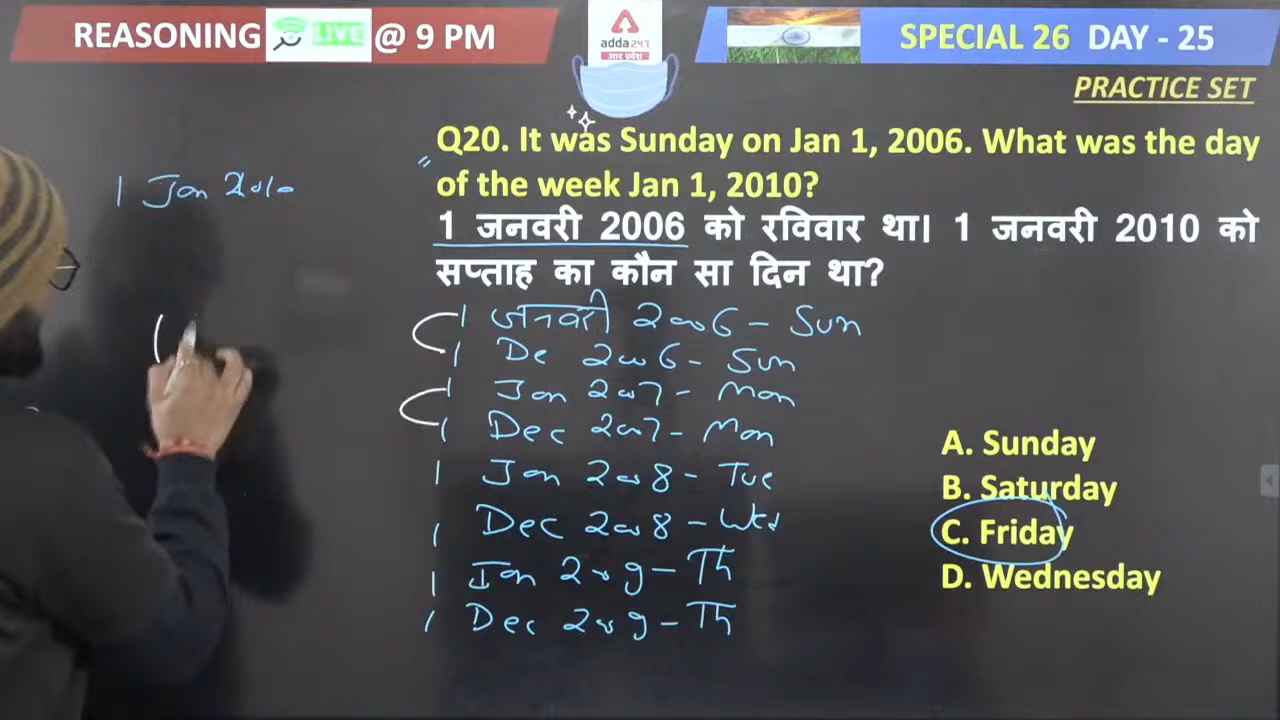 REASONING LIVE @ 9 PM
adda247
उत्तर प्रदेश
SPECIAL 26 DAY - 25
PRACTICE SET
Q20. It was Sunday on Jan 1, 2006. What was the day
of the week Jan 1, 2010?
1 जनवरी 2006 को रविवार था। 1 जनवरी 2010 को
सप्ताह का कौन सा दिन था?
1 Jan 2010
1 जनवरी 2006 - Sun
1 De 2006 - Sun
1 Jan 2007 - Mon
1 Dec 2007 - Mon
1 Jan 2008 - Tue
1 Dec 2008 - Wed
1 Jan 2009 - Th
1 Dec 2009 - Th
A. Sunday
B. Saturday
C. Friday
D. Wednesday